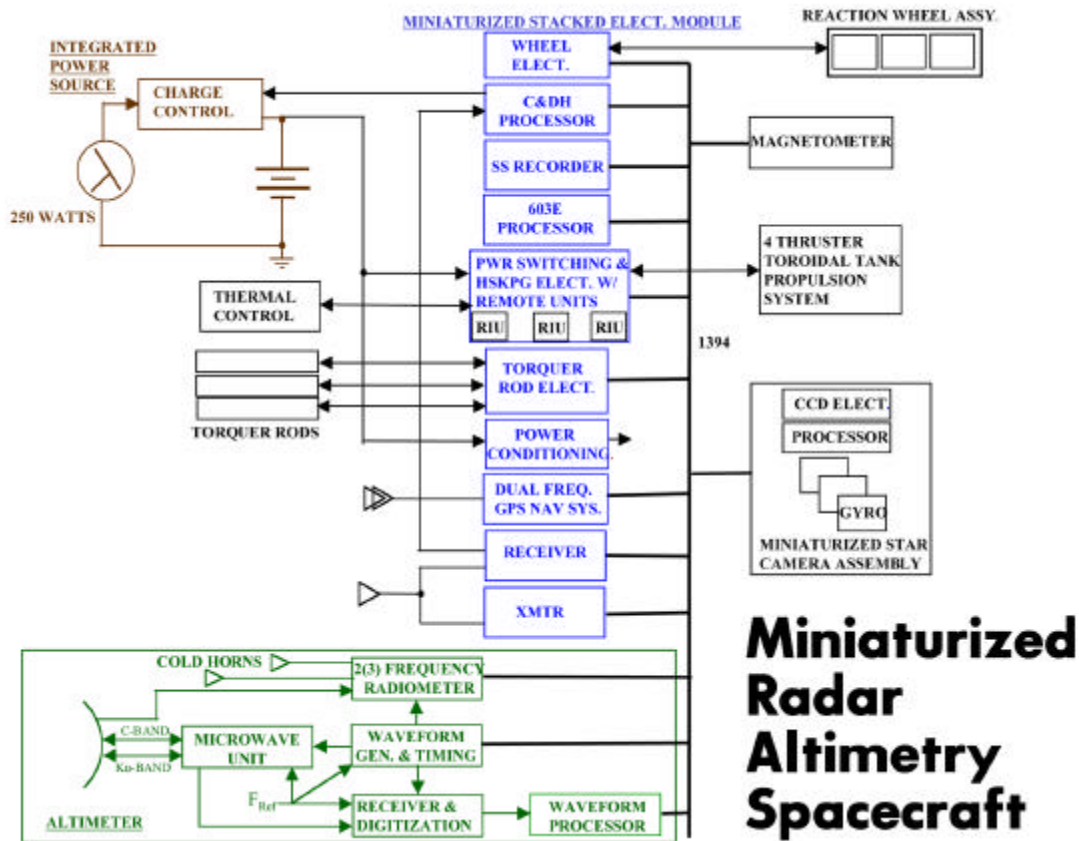 MINIATURIZED STACKED ELECT. MODULE
REACTION WHEEL ASSY.
INTEGRATED
POWER
SOURCE
CHARGE
CONTROL
250 WATTS
WHEEL
ELECT.
C&DH
PROCESSOR
SS RECORDER
603E
PROCESSOR
PWR SWITCHING &
HSKPG ELECT. W/
REMOTE UNITS
RIU
RIU
RIU
THERMAL
CONTROL
TORQUER
ROD ELECT.
TORQUER RODS
POWER
CONDITIONING.
DUAL FREQ.
GPS NAV SYS.
RECEIVER
XMTR
MAGNETOMETER
4 THRUSTER
TOROIDAL TANK
PROPULSION
SYSTEM
1394
CCD ELECT.
PROCESSOR
GYRO
MINIATURIZED STAR
CAMERA ASSEMBLY
COLD HORNS
2(3) FREQUENCY
RADIOMETER
C-BAND
Ku-BAND
MICROWAVE
UNIT
WAVEFORM
GEN. & TIMING
FRef
RECEIVER &
DIGITIZATION
WAVEFORM
PROCESSOR
ALTIMETER
Miniaturized
Radar
Altimetry
Spacecraft